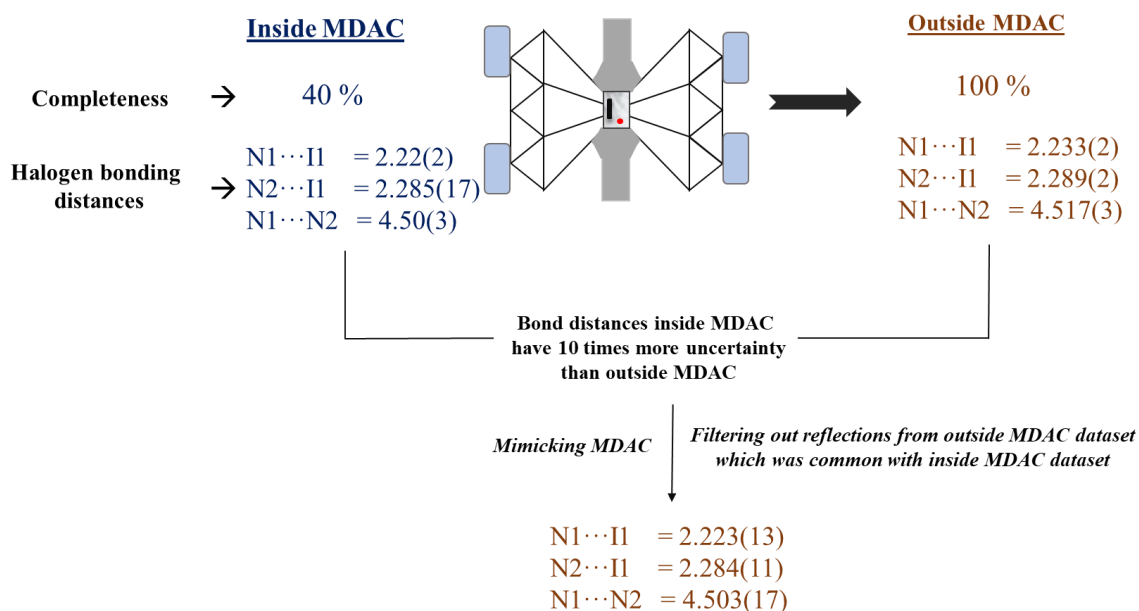 Inside MDAC
Outside MDAC
Completeness →
40 %
100 %
Halogen bonding
distances →
N1⋯I1 = 2.22(2)
N2⋯I1 = 2.285(17)
N1⋯N2 = 4.50(3)
N1⋯I1 = 2.233(2)
N2⋯I1 = 2.289(2)
N1⋯N2 = 4.517(3)
Bond distances inside MDAC
have 10 times more uncertainty
than outside MDAC
Mimicking MDAC
Filtering out reflections from outside MDAC dataset
which was common with inside MDAC dataset
N1⋯I1 = 2.223(13)
N2⋯I1 = 2.284(11)
N1⋯N2 = 4.503(17)